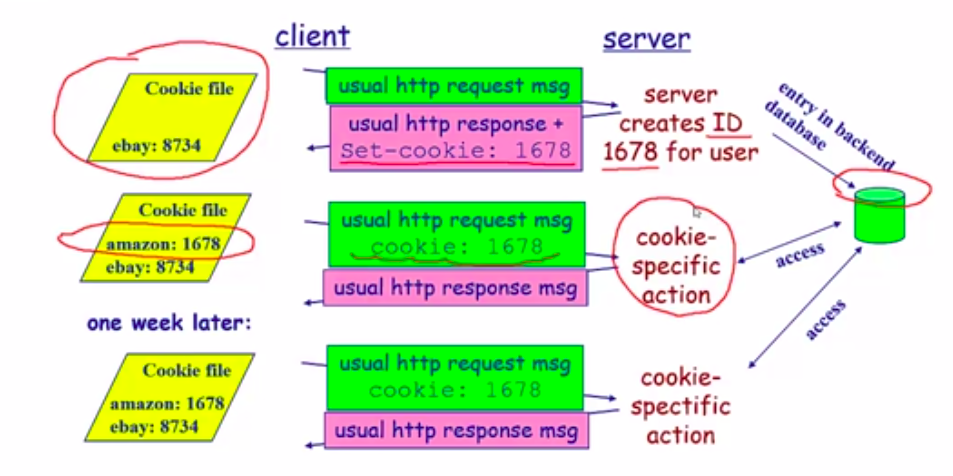 client
server
Cookie file
ebay: 8734
usual http request msg
usual http response +
Set-cookie: 1678
server
creates ID
1678 for user
entry in backend
database
Cookie file
amazon: 1678
ebay: 8734
usual http request msg
cookie: 1678
usual http response msg
cookie-
specific
action
access
access
one week later:
Cookie file
amazon: 1678
ebay: 8734
usual http request msg
cookie: 1678
usual http response msg
cookie-
spectific
action